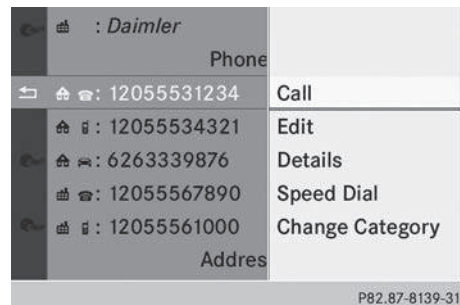 : Daimler
Phone
: 12055531234 Call
: 12055534321 Edit
: 6263339876 Details
: 12055567890 Speed Dial
: 12055561000 Change Category
Addres
P82.87-8139-31